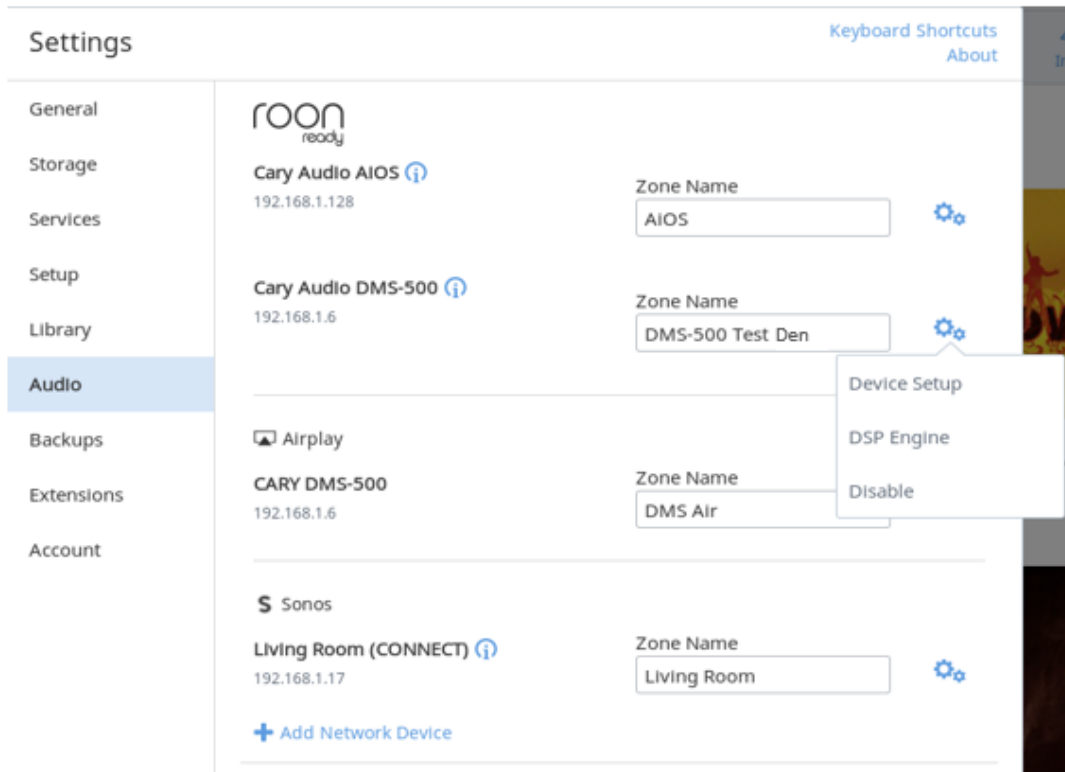 Settings
Keyboard Shortcuts
About
General
Storage
Services
Setup
Library
Audio
Backups
Extensions
Account
roon
ready
Cary Audio AIOS
192.168.1.128
Zone Name
AIOS
Cary Audio DMS-500
192.168.1.6
Zone Name
DMS-500 Test Den
Device Setup
DSP Engine
Disable
Airplay
CARY DMS-500
192.168.1.6
Zone Name
DMS Air
S Sonos
Living Room (CONNECT)
192.168.1.17
Zone Name
Living Room
+ Add Network Device